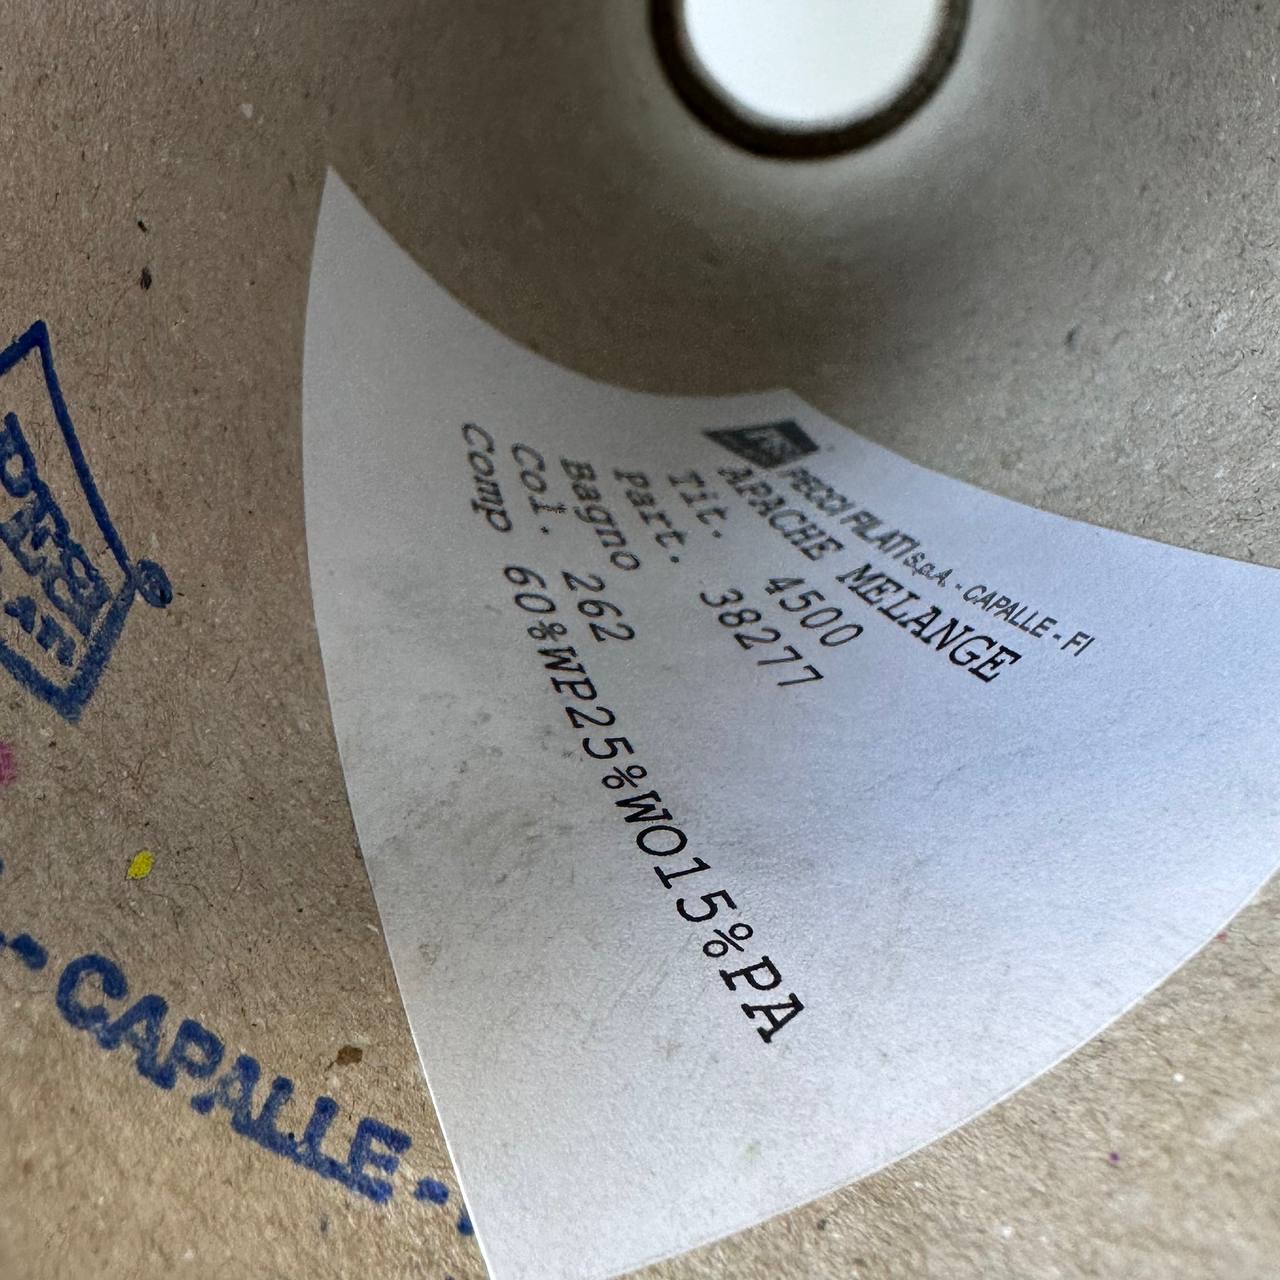 PECCI FILATI S.p.A. - CAPALLE - FI
APACHE MELANGE
Tit. 4500
Part. 38277
Bagno
Col. 262
Comp 60%WP25%WO15%PA
- CAPALLE -